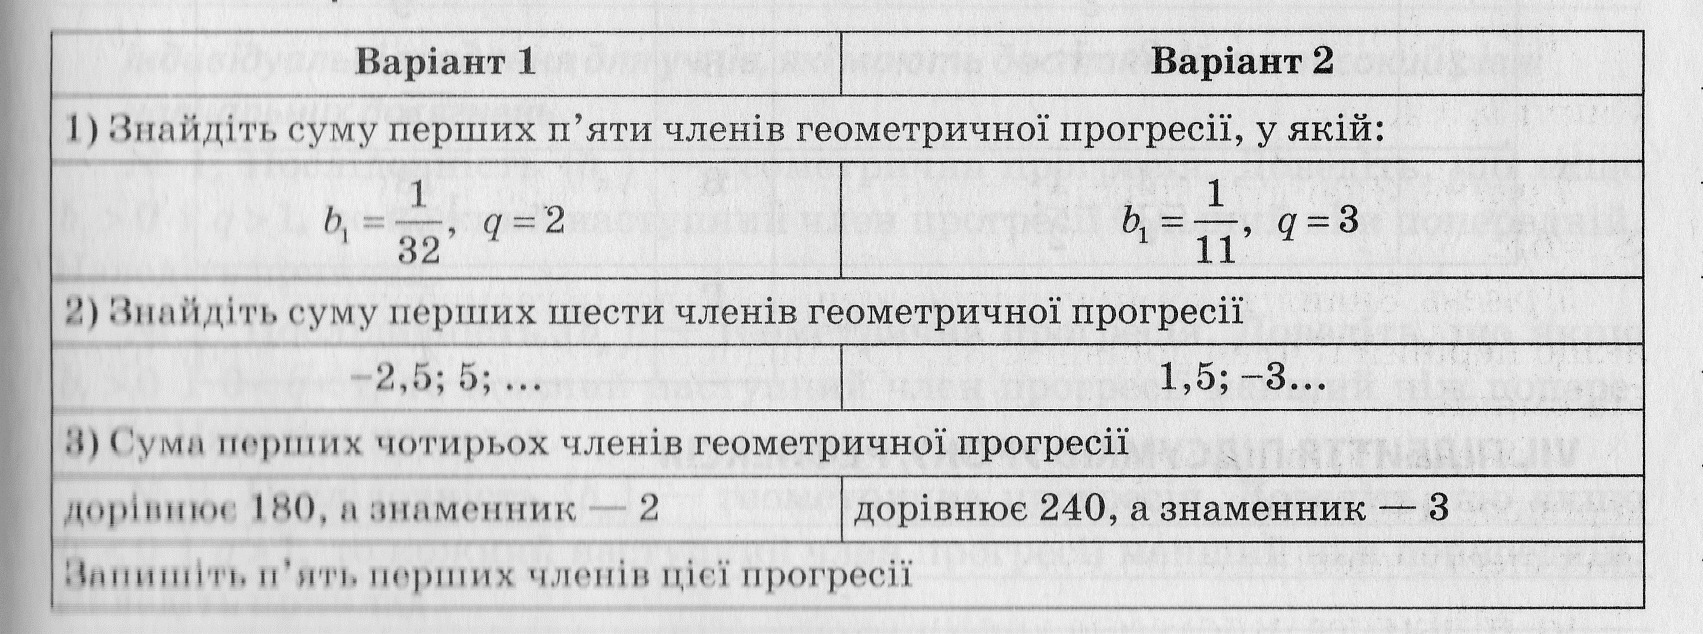 Варіант 1
Варіант 2
1) Знайдіть суму перших п’яти членів геометричної прогресії, у якій:
b₁ = 1/32, q = 2
b₁ = 1/11, q = 3
2) Знайдіть суму перших шести членів геометричної прогресії
−2,5; 5; ...
1,5; −3...
3) Сума перших чотирьох членів геометричної прогресії
дорівнює 180, а знаменник — 2
дорівнює 240, а знаменник — 3
Запишіть п’ять перших членів цієї прогресії